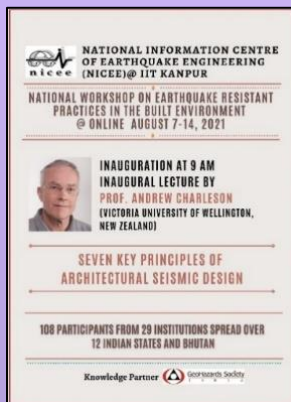 nicee
NATIONAL INFORMATION CENTRE
OF EARTHQUAKE ENGINEERING
(NICEE)@ IIT KANPUR
NATIONAL WORKSHOP ON EARTHQUAKE RESISTANT
PRACTICES IN THE BUILT ENVIRONMENT
@ ONLINE AUGUST 7-14, 2021
INAUGURATION AT 9 AM
INAUGURAL LECTURE BY
PROF. ANDREW CHARLESON
(VICTORIA UNIVERSITY OF WELLINGTON,
NEW ZEALAND)
SEVEN KEY PRINCIPLES OF
ARCHITECTURAL SEISMIC DESIGN
108 PARTICIPANTS FROM 29 INSTITUTIONS SPREAD OVER
12 INDIAN STATES AND BHUTAN
Knowledge Partner GeoHazards Society